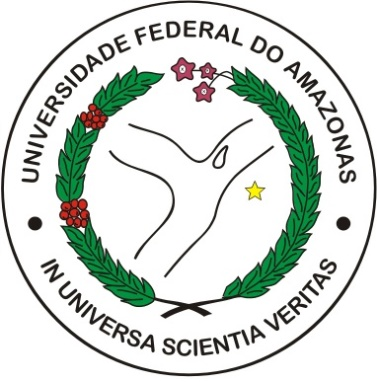 UNIVERSIDADE FEDERAL DO AMAZONAS
IN UNIVERSA SCIENTIA VERITAS